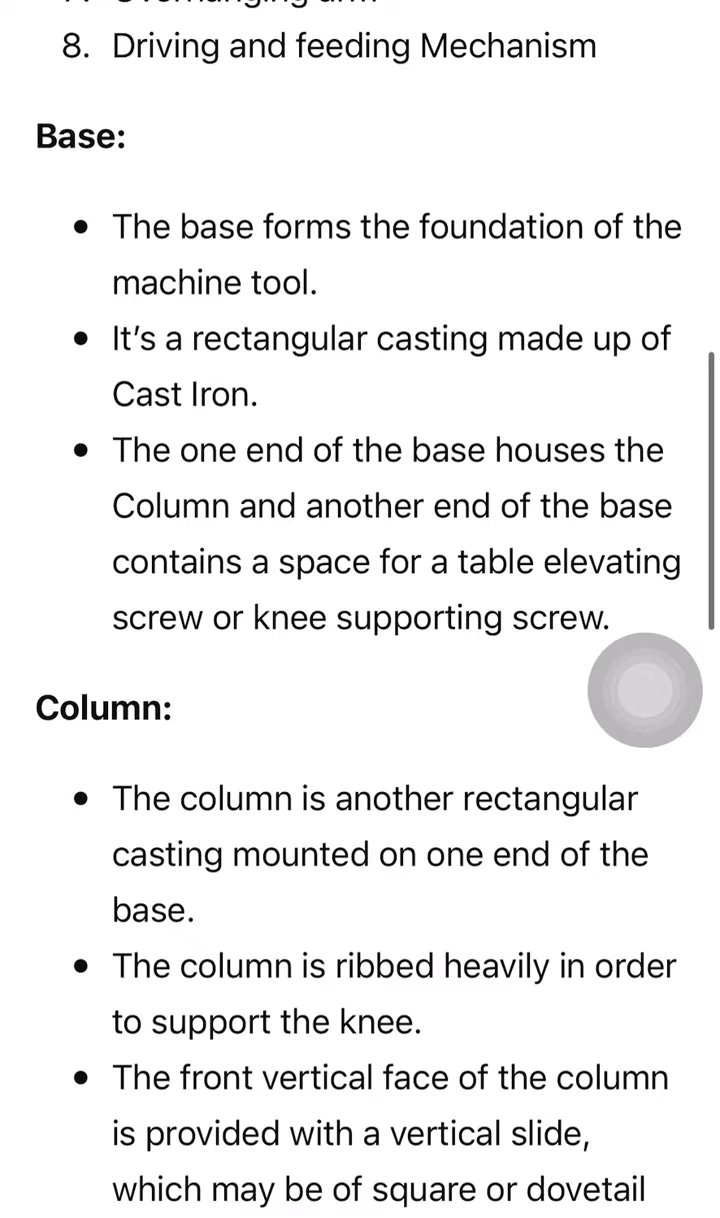 8. Driving and feeding Mechanism
Base:
• The base forms the foundation of the
machine tool.
• It's a rectangular casting made up of
Cast Iron.
• The one end of the base houses the
Column and another end of the base
contains a space for a table elevating
screw or knee supporting screw.
Column:
• The column is another rectangular
casting mounted on one end of the
base.
• The column is ribbed heavily in order
to support the knee.
• The front vertical face of the column
is provided with a vertical slide,
which may be of square or dovetail